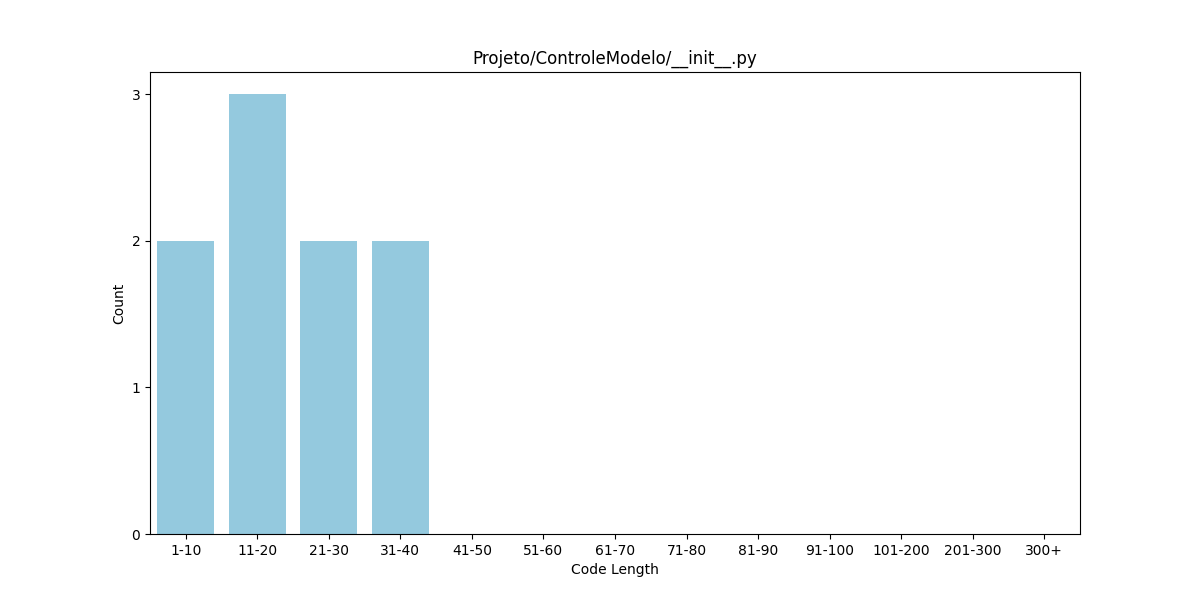 Projeto/ControleModelo/__init__.py
3
2
1
0
Count
1-10 11-20 21-30 31-40 41-50 51-60 61-70 71-80 81-90 91-100 101-200 201-300 300+
Code Length